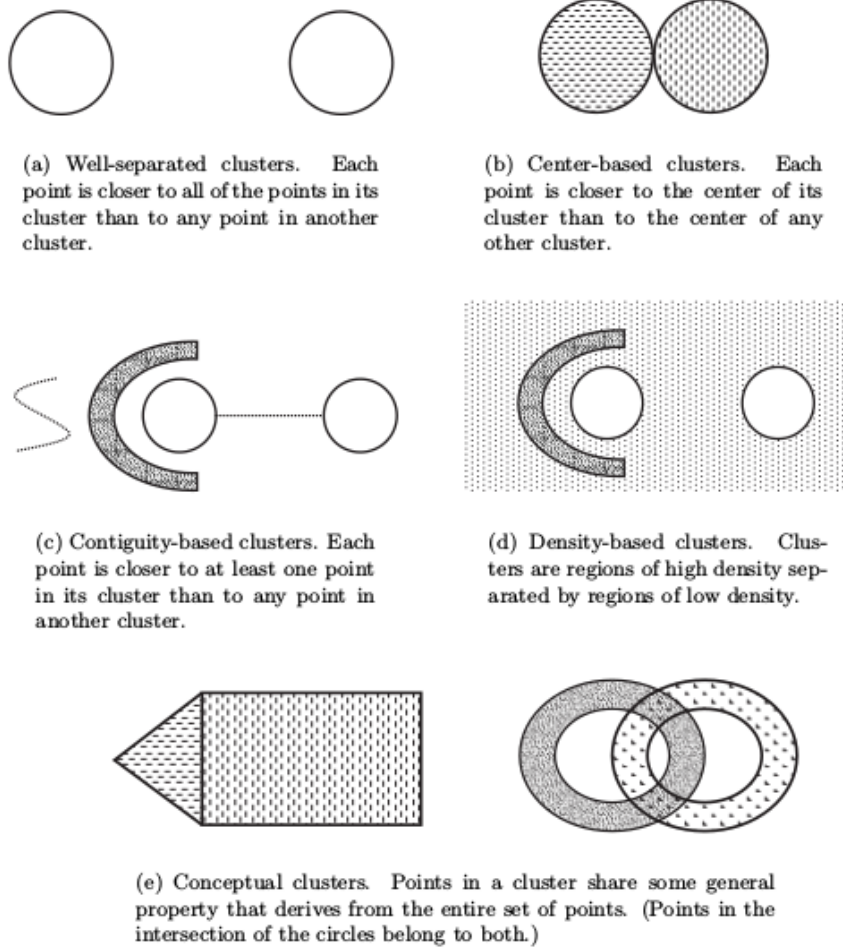 (a) Well-separated clusters. Each
point is closer to all of the points in its
cluster than to any point in another
cluster.
(b) Center-based clusters. Each
point is closer to the center of its
cluster than to the center of any
other cluster.
(c) Contiguity-based clusters. Each
point is closer to at least one point
in its cluster than to any point in
another cluster.
(d) Density-based clusters. Clus-
ters are regions of high density sep-
arated by regions of low density.
(e) Conceptual clusters. Points in a cluster share some general
property that derives from the entire set of points. (Points in the
intersection of the circles belong to both.)